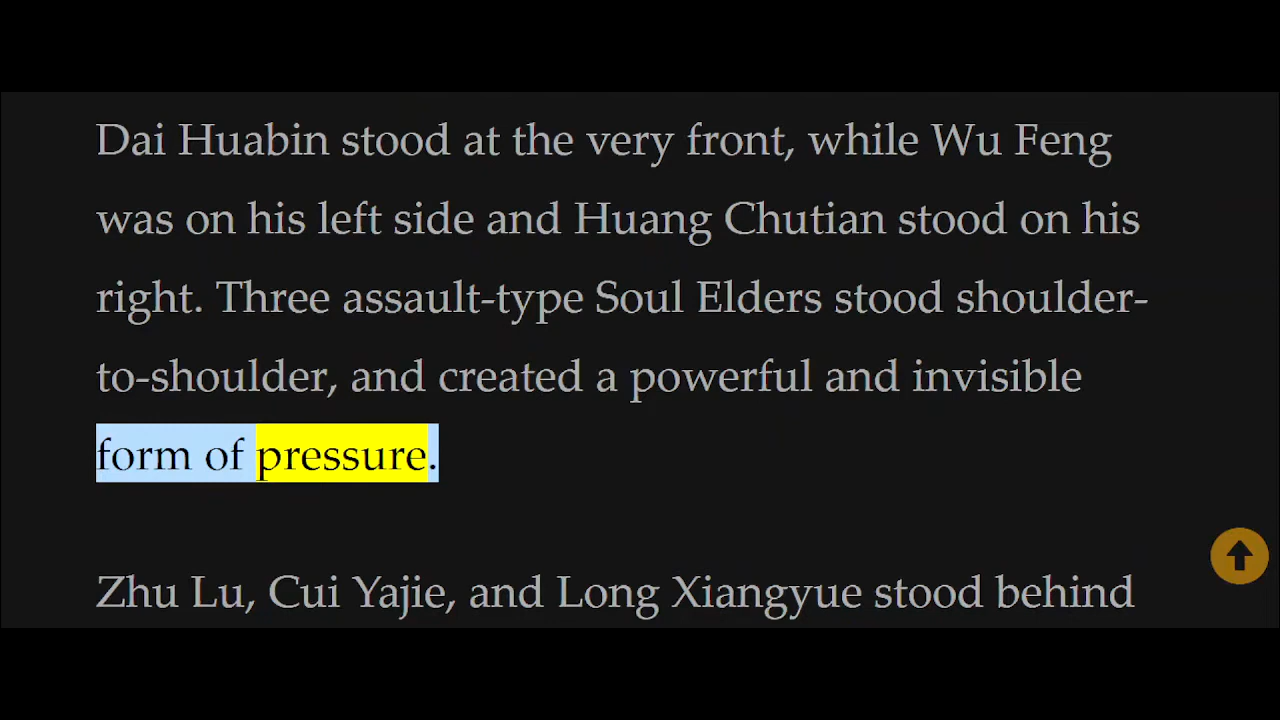 Dai Huabin stood at the very front, while Wu Feng
was on his left side and Huang Chutian stood on his
right. Three assault-type Soul Elders stood shoulder-
to-shoulder, and created a powerful and invisible
form of pressure.
Zhu Lu, Cui Yajie, and Long Xiangyue stood behind